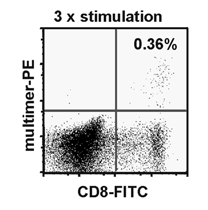 3 x stimulation
0.36%
multimer-PE
CD8-FITC